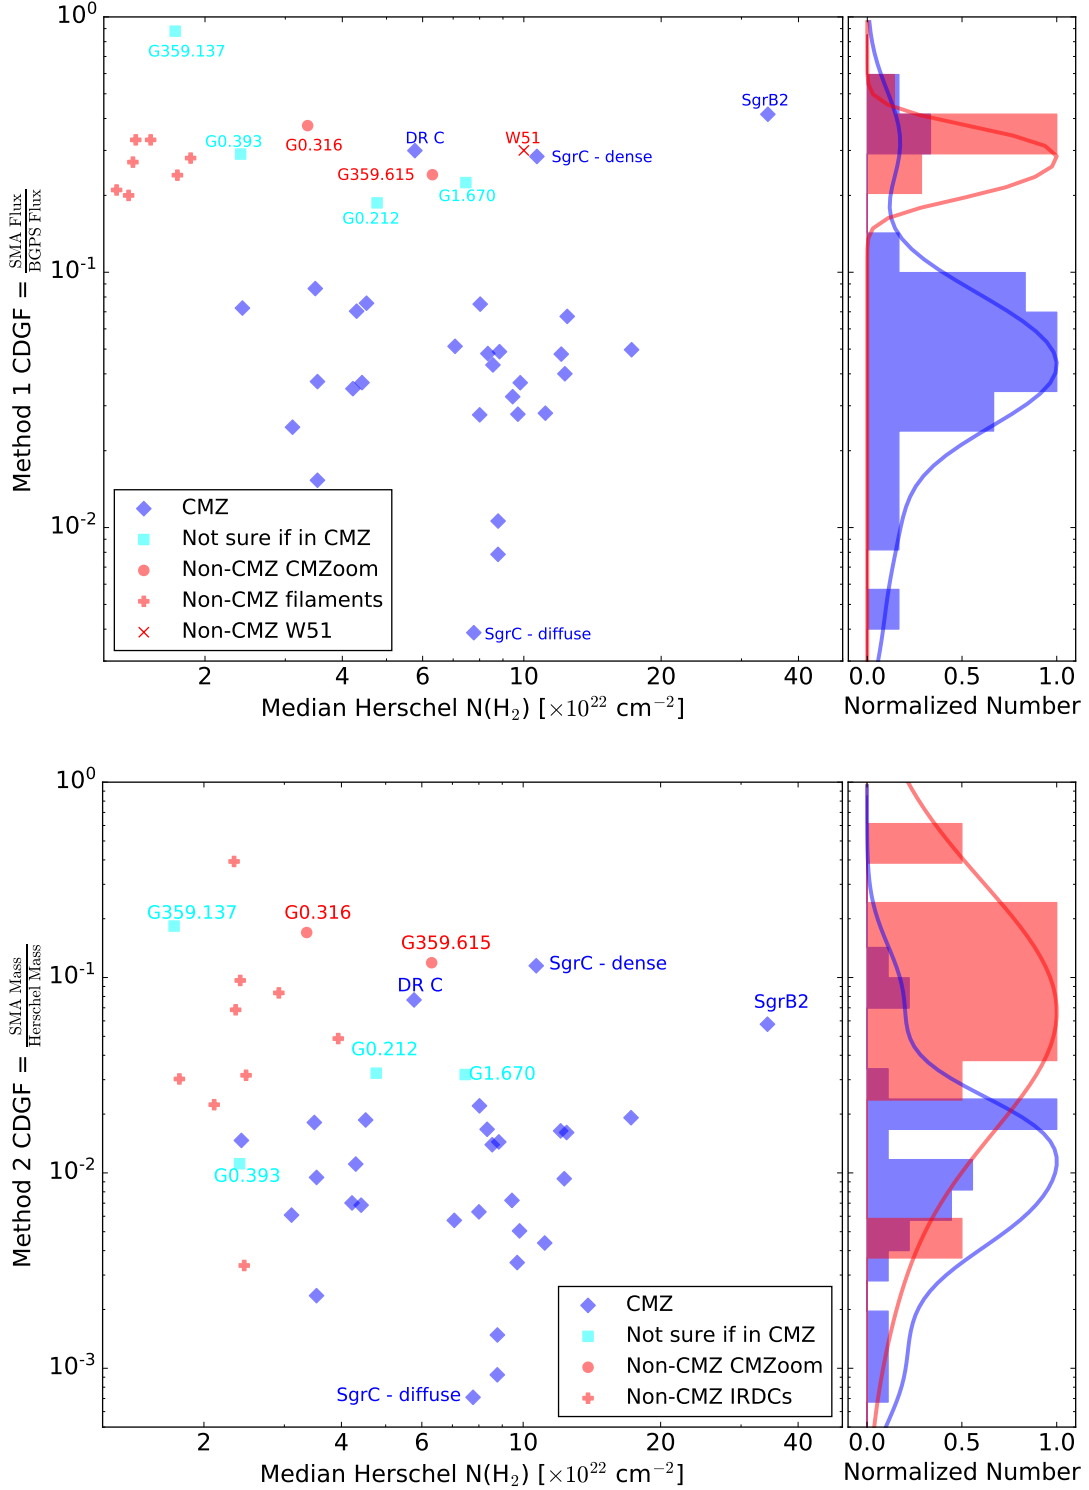 10^0
10^-1
10^-2
Method 1 CDGF = SMA Flux / BGPS Flux
G359.137
SgrB2
G0.393
G0.316
DR C
W51
SgrC - dense
G359.615
G1.670
G0.212
SgrC - diffuse
CMZ
Not sure if in CMZ
Non-CMZ CMZoom
Non-CMZ filaments
Non-CMZ W51
2 4 6 10 20 40
Median Herschel N(H₂) [×10²² cm⁻²]
0.0 0.5 1.0
Normalized Number
10^0
10^-1
10^-2
10^-3
Method 2 CDGF = SMA Mass / Herschel Mass
G359.137
G0.316
G359.615
SgrC - dense
DR C
SgrB2
G0.212
G1.670
G0.393
SgrC - diffuse
CMZ
Not sure if in CMZ
Non-CMZ CMZoom
Non-CMZ IRDCs
2 4 6 10 20 40
Median Herschel N(H₂) [×10²² cm⁻²]
0.0 0.5 1.0
Normalized Number